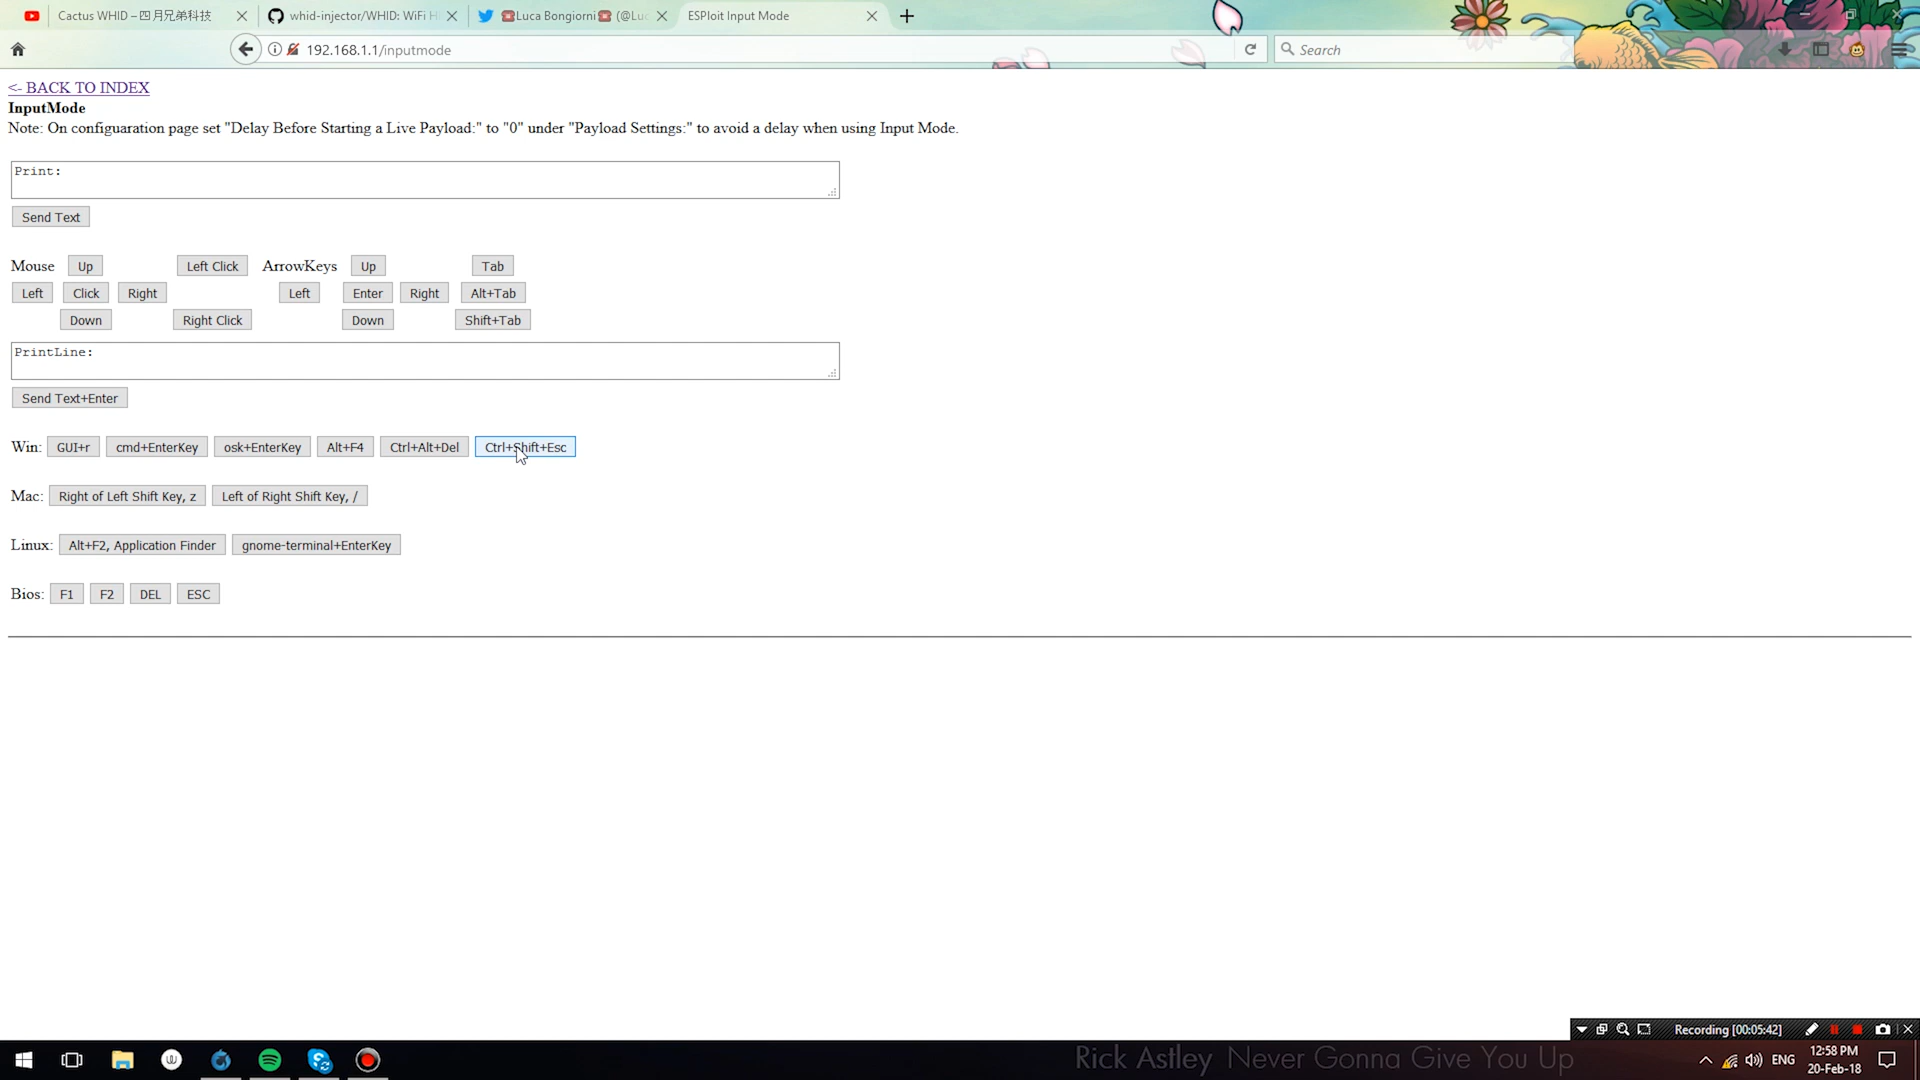 Cactus WHID – 四月兄弟科技
whid-injector/WHID: WiFi H
☎Luca Bongiorni☎ (@Luc
ESPloit Input Mode
192.168.1.1/inputmode
Search
<- BACK TO INDEX
InputMode
Note: On configuaration page set "Delay Before Starting a Live Payload:" to "0" under "Payload Settings:" to avoid a delay when using Input Mode.
Print:
Send Text
Mouse Up Left Click ArrowKeys Up Tab
Left Click Right Left Enter Right Alt+Tab
Down Right Click Down Shift+Tab
PrintLine:
Send Text+Enter
Win: GUI+r cmd+EnterKey osk+EnterKey Alt+F4 Ctrl+Alt+Del Ctrl+Shift+Esc
Mac: Right of Left Shift Key, z Left of Right Shift Key, /
Linux: Alt+F2, Application Finder gnome-terminal+EnterKey
Bios: F1 F2 DEL ESC
Recording [00:05:42]
Rick Astley Never Gonna Give You Up
ENG
12:58 PM
20-Feb-18